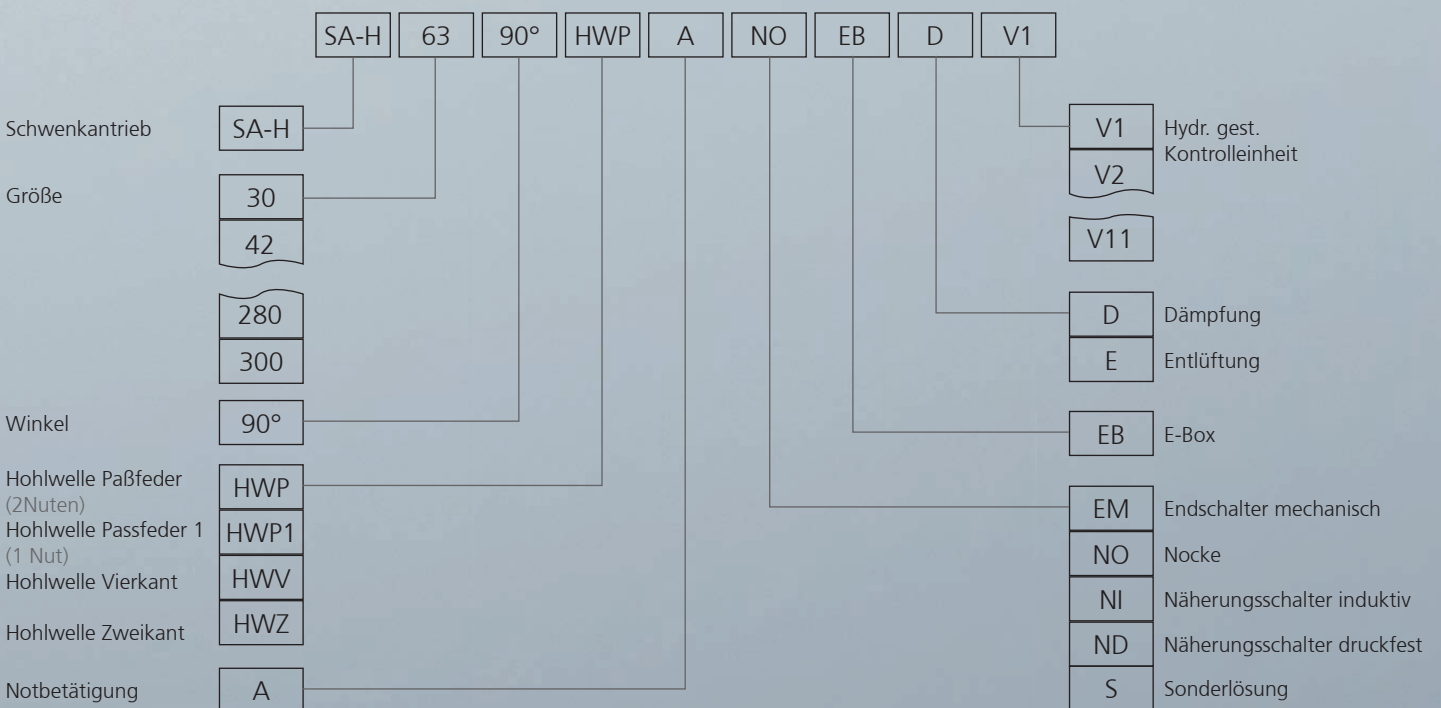 SA-H 63 90° HWP A NO EB D V1
Schwenkantrieb SA-H
Größe 30
42
280
300
Winkel 90°
Hohlwelle Paßfeder HWP
(2Nuten)
Hohlwelle Passfeder 1 HWP1
(1 Nut)
Hohlwelle Vierkant HWV
Hohlwelle Zweikant HWZ
Notbetätigung A
V1 Hydr. gest.
Kontrolleinheit
V2
V11
D Dämpfung
E Entlüftung
EB E-Box
EM Endschalter mechanisch
NO Nocke
NI Näherungsschalter induktiv
ND Näherungsschalter druckfest
S Sonderlösung